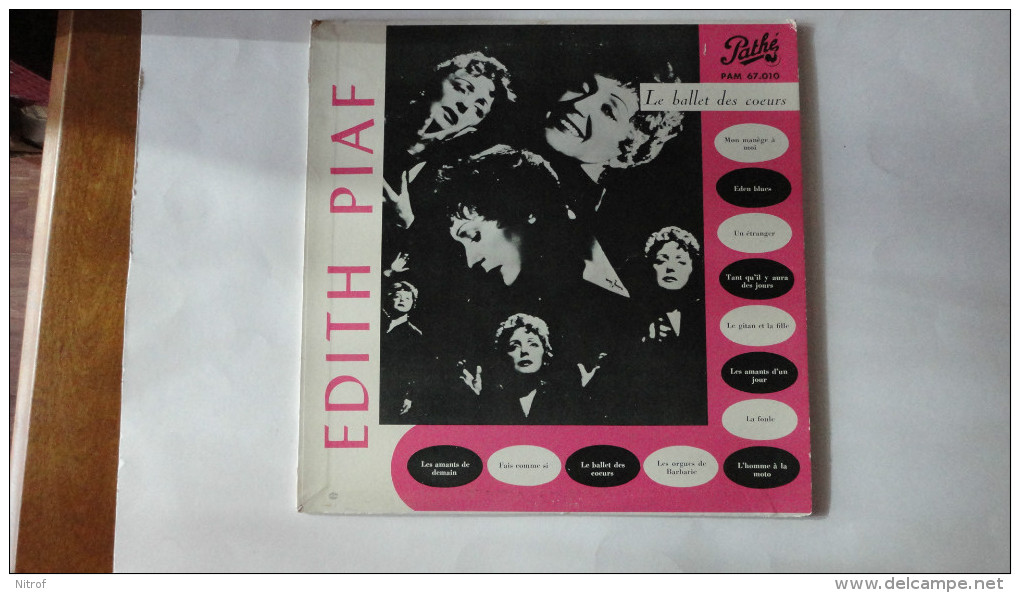 EDITH PIAF
Pathé
PAM 67.010
Le ballet des coeurs
Mon manège à
moi
Eden blues
Un étranger
Tant qu'il y aura
des jours
Le gitan et la fille
Les amants d'un
jour
La foule
Les amants de
demain
Fais comme si
Le ballet des
coeurs
Les orgues de
Barbarie
L'homme à la
moto
Nitrof
www.delcampe.net